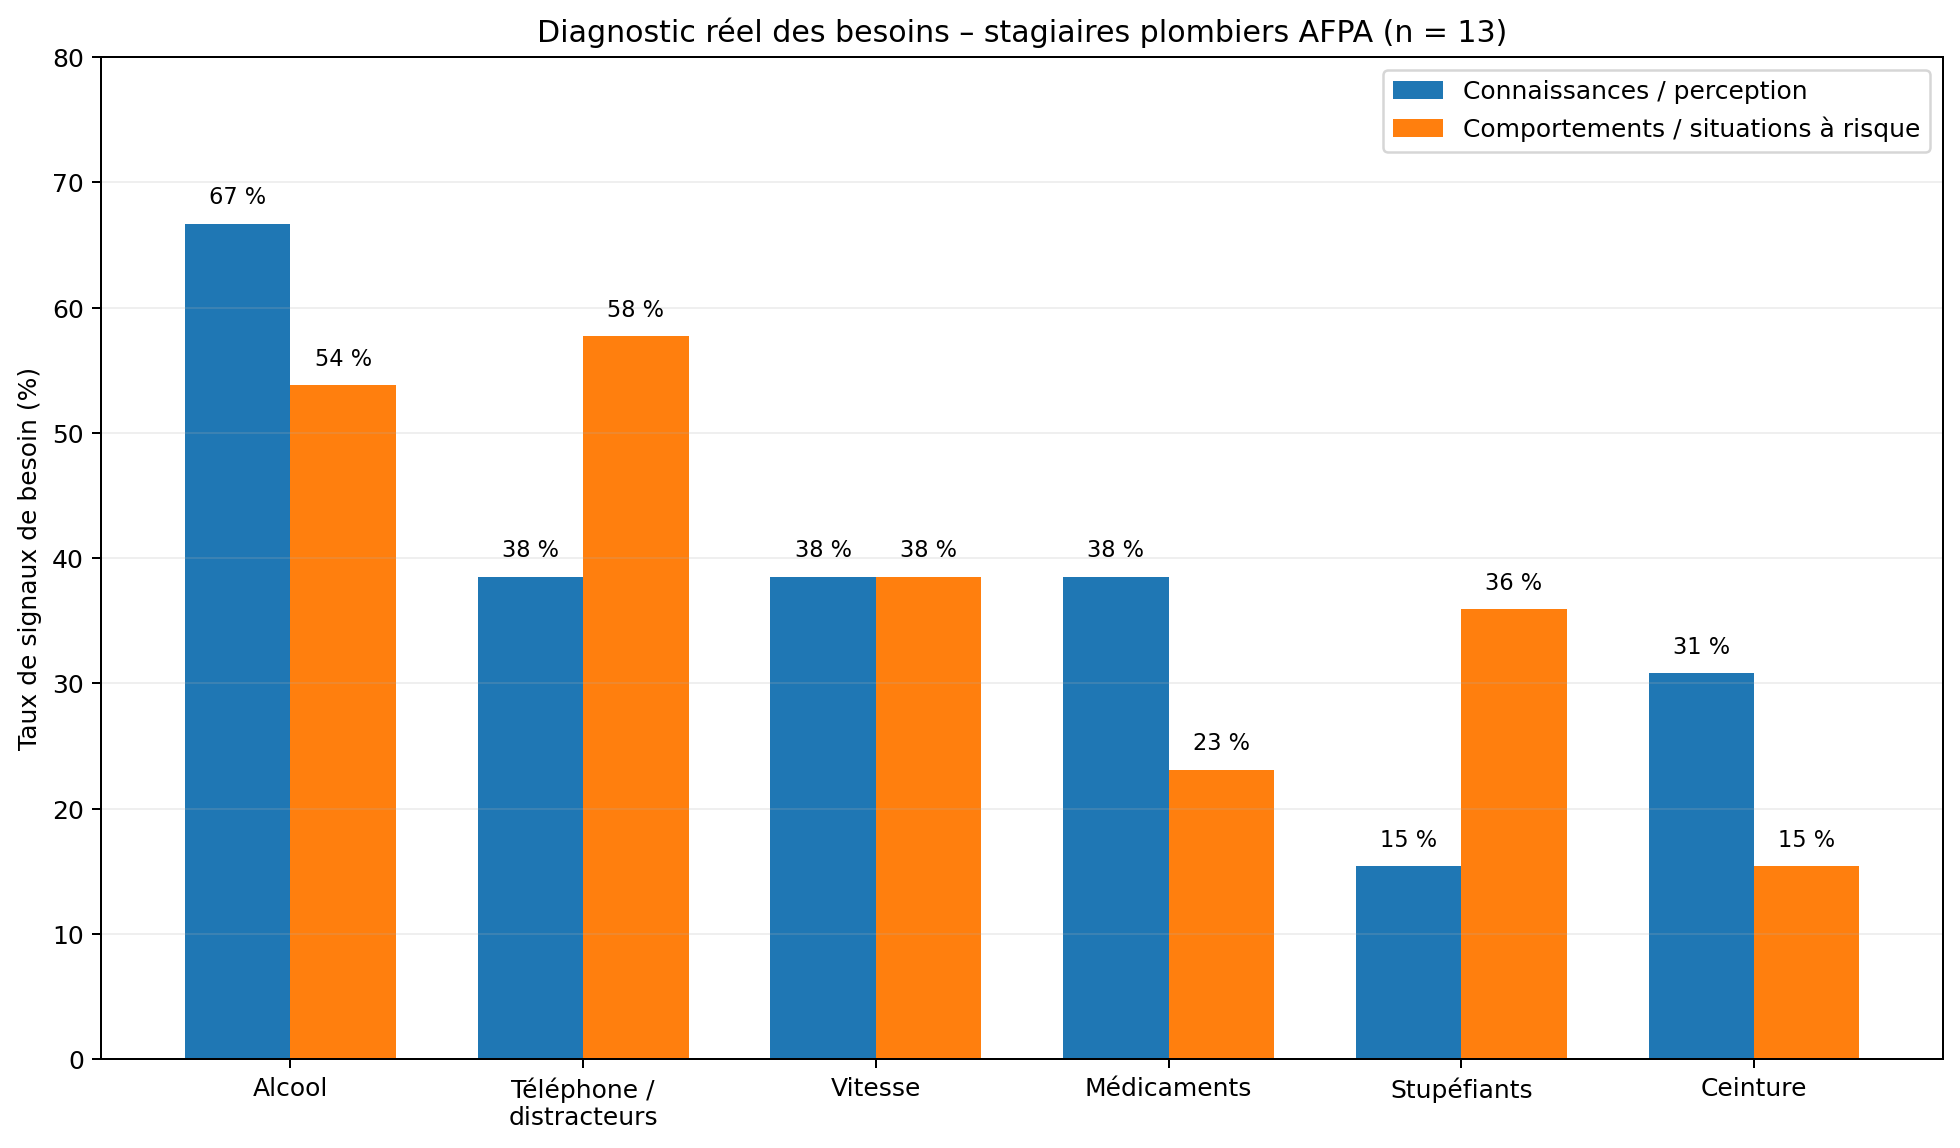 Diagnostic réel des besoins – stagiaires plombiers AFPA (n = 13)
Connaissances / perception
Comportements / situations à risque
Taux de signaux de besoin (%)
80
70
60
50
40
30
20
10
0
67 %
54 %
38 %
58 %
38 %
38 %
38 %
23 %
15 %
36 %
31 %
15 %
Alcool
Téléphone /
distracteurs
Vitesse
Médicaments
Stupéfiants
Ceinture